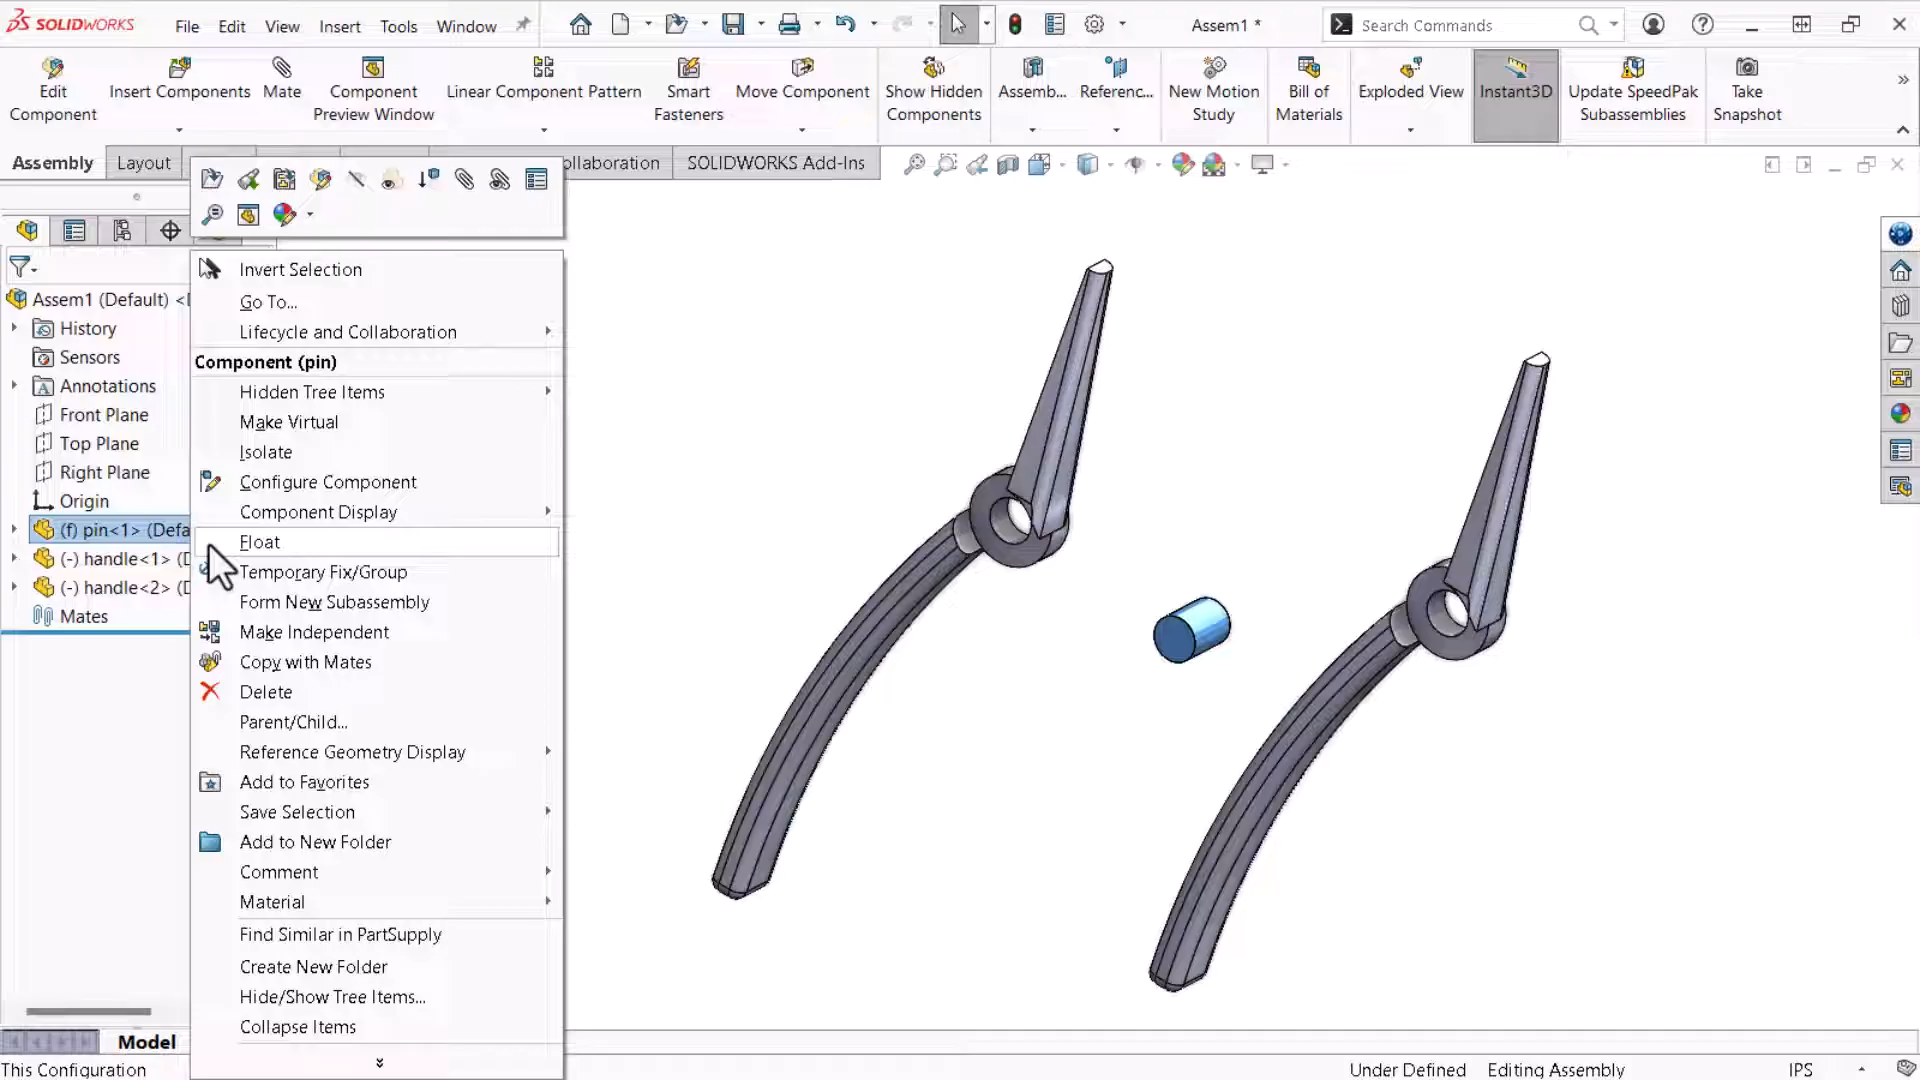 SOLIDWORKS File Edit View Insert Tools Window Assem1 * Search Commands
Edit Component
Insert Components
Mate
Component Preview Window
Linear Component Pattern
Smart Fasteners
Move Component
Show Hidden Components
Assemb...
Referenc...
New Motion Study
Bill of Materials
Exploded View
Instant3D
Update SpeedPak Subassemblies
Take Snapshot
Assembly Layout ollaboration SOLIDWORKS Add-Ins
Assem1 (Default) <
History
Sensors
Annotations
Front Plane
Top Plane
Right Plane
Origin
(f) pin<1> (Defa
(-) handle<1> (
(-) handle<2> (
Mates
Invert Selection
Go To...
Lifecycle and Collaboration
Component (pin)
Hidden Tree Items
Make Virtual
Isolate
Configure Component
Component Display
Float
Temporary Fix/Group
Form New Subassembly
Make Independent
Copy with Mates
Delete
Parent/Child...
Reference Geometry Display
Add to Favorites
Save Selection
Add to New Folder
Comment
Material
Find Similar in PartSupply
Create New Folder
Hide/Show Tree Items...
Collapse Items
Model
This Configuration Under Defined Editing Assembly IPS